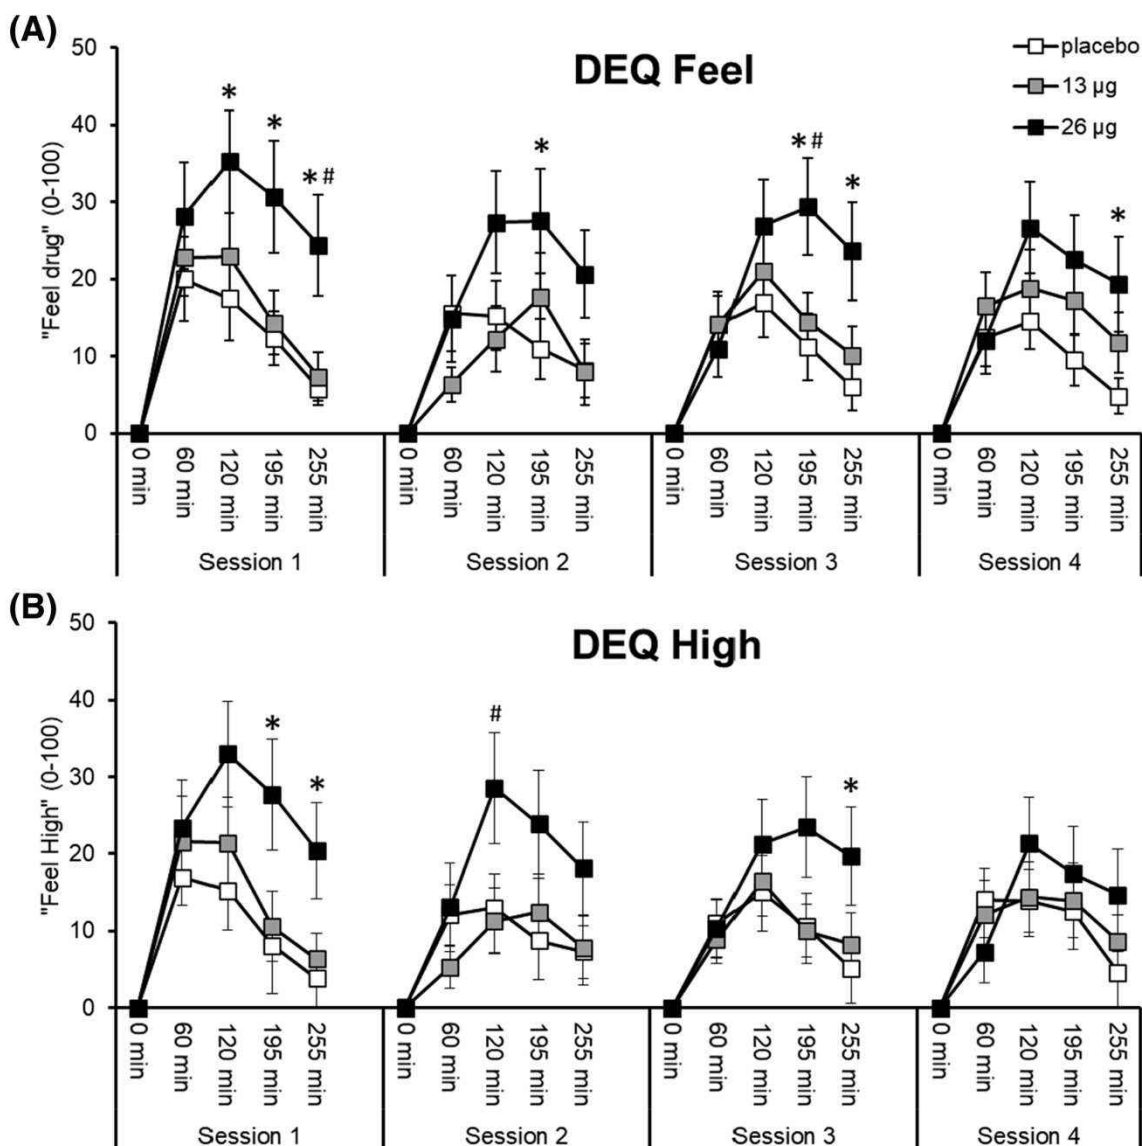 (A)
DEQ Feel
placebo
13 µg
26 µg
"Feel drug" (0-100)
50
40
30
20
10
0
* * *#
*
*# *
*
0 min 60 min 120 min 195 min 255 min 0 min 60 min 120 min 195 min 255 min 0 min 60 min 120 min 195 min 255 min 0 min 60 min 120 min 195 min 255 min
Session 1 Session 2 Session 3 Session 4
(B)
DEQ High
"Feel High" (0-100)
50
40
30
20
10
0
* *
#
*
0 min 60 min 120 min 195 min 255 min 0 min 60 min 120 min 195 min 255 min 0 min 60 min 120 min 195 min 255 min 0 min 60 min 120 min 195 min 255 min
Session 1 Session 2 Session 3 Session 4